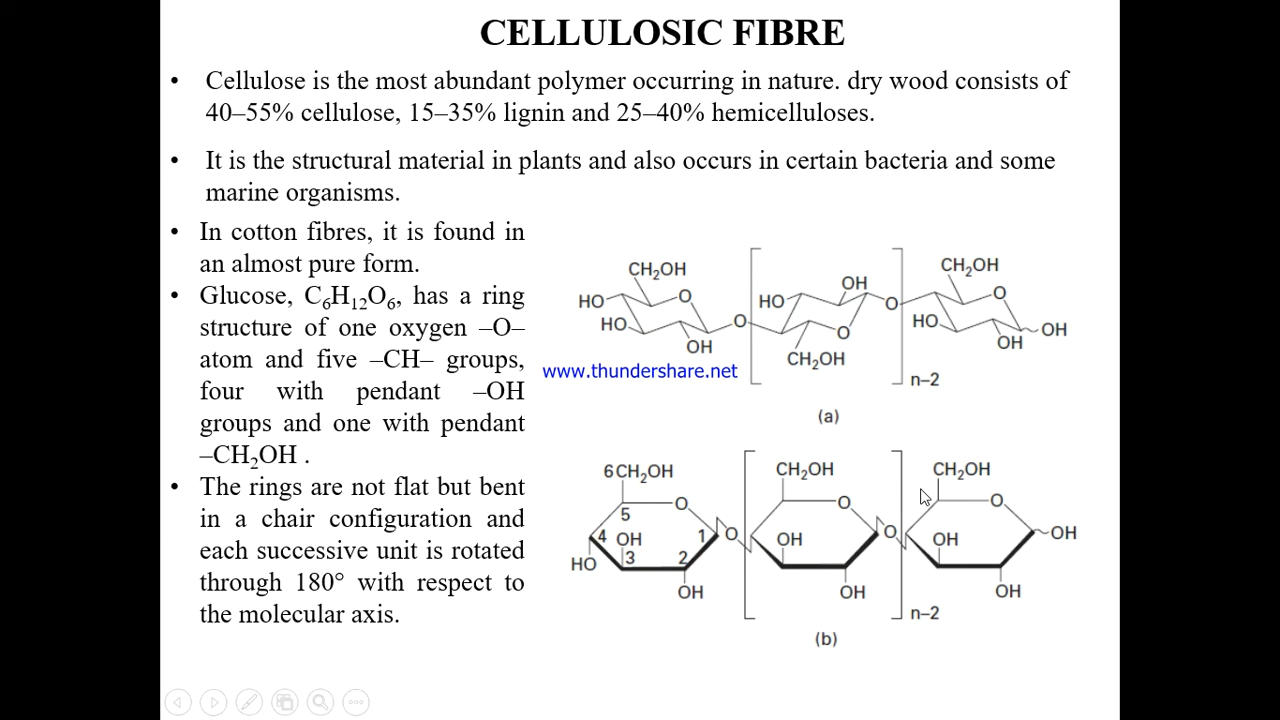 CELLULOSIC FIBRE
• Cellulose is the most abundant polymer occurring in nature. dry wood consists of
40–55% cellulose, 15–35% lignin and 25–40% hemicelluloses.
• It is the structural material in plants and also occurs in certain bacteria and some
marine organisms.
• In cotton fibres, it is found in
an almost pure form.
• Glucose, C₆H₁₂O₆, has a ring
structure of one oxygen –O–
atom and five –CH– groups,
four with pendant –OH
groups and one with pendant
–CH₂OH .
• The rings are not flat but bent
in a chair configuration and
each successive unit is rotated
through 180° with respect to
the molecular axis.
CH₂OH
HO
O
HO
OH
O
HO
OH
O
CH₂OH
O
CH₂OH
O
HO
OH
OH
n–2
www.thundershare.net
(a)
6CH₂OH
5
O
4
OH
1
HO
3
2
OH
O
CH₂OH
O
OH
OH
O
CH₂OH
O
OH
OH
OH
n–2
(b)